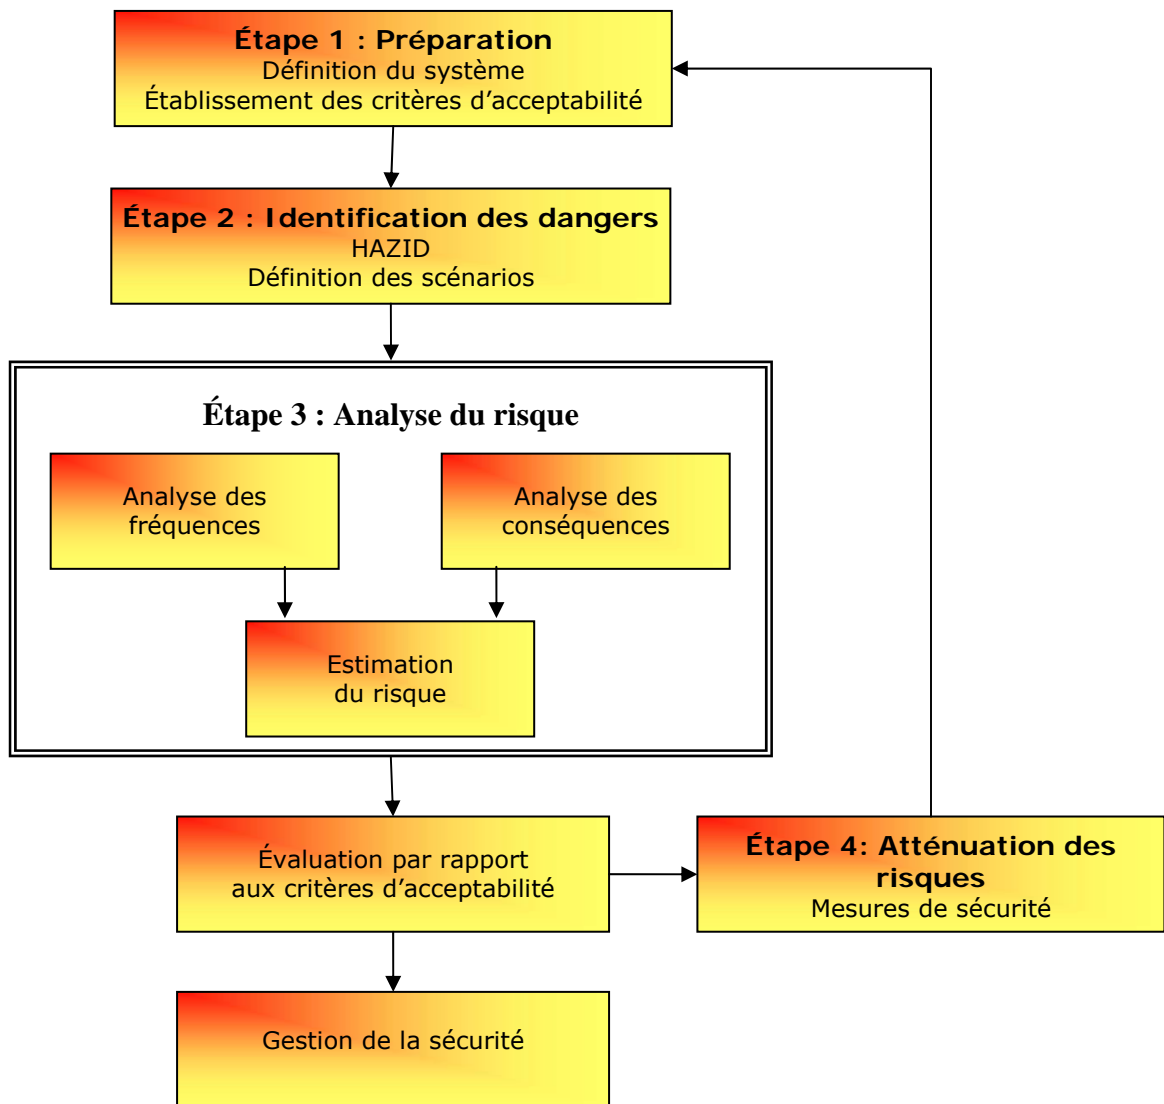 Étape 1 : Préparation
Définition du système
Établissement des critères d’acceptabilité
Étape 2 : Identification des dangers
HAZID
Définition des scénarios
Étape 3 : Analyse du risque
Analyse des
fréquences
Analyse des
conséquences
Estimation
du risque
Évaluation par rapport
aux critères d’acceptabilité
Étape 4: Atténuation des
risques
Mesures de sécurité
Gestion de la sécurité